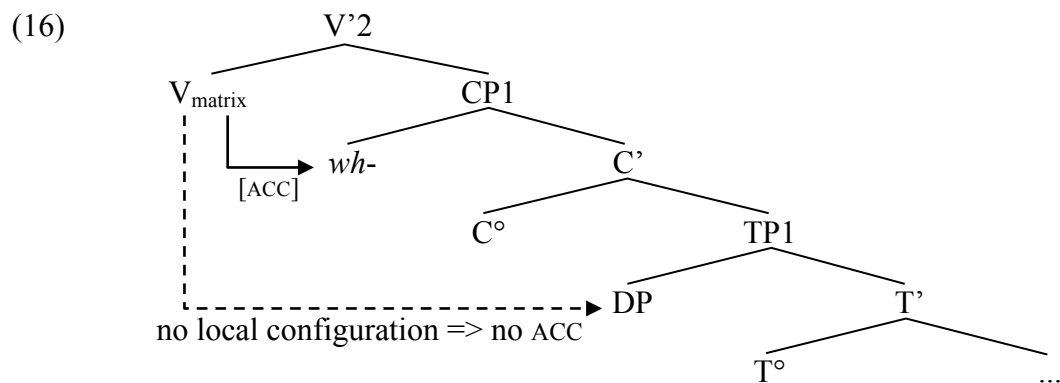 (16) V’2
V matrix CP1
wh- C’
[ACC]
C° TP1
DP T’
no local configuration => no ACC
T° ...